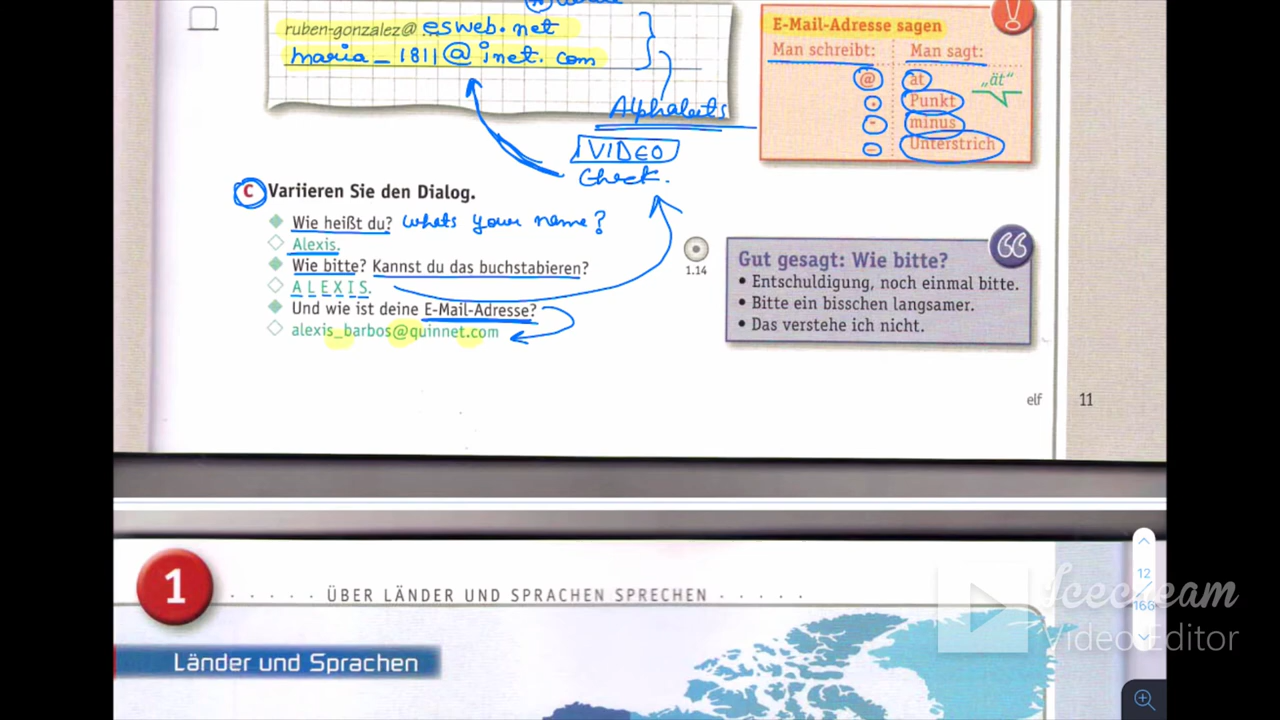 ruben-gonzalez@ esweb.net
maria_1811@inet.com
Alphabets
VIDEO
Check.
E-Mail-Adresse sagen
Man schreibt: Man sagt:
@ ät „ät“
. Punkt
- minus
_ Unterstrich
C Variieren Sie den Dialog.
Wie heißt du? whats your name?
Alexis.
Wie bitte? Kannst du das buchstabieren?
A L E X I S.
Und wie ist deine E-Mail-Adresse?
alexis_barbos@quinnet.com
1.14
Gut gesagt: Wie bitte?
• Entschuldigung, noch einmal bitte.
• Bitte ein bisschen langsamer.
• Das verstehe ich nicht.
elf 11
1 ÜBER LÄNDER UND SPRACHEN SPRECHEN
Länder und Sprachen
12
/
166
Icecream
Video Editor